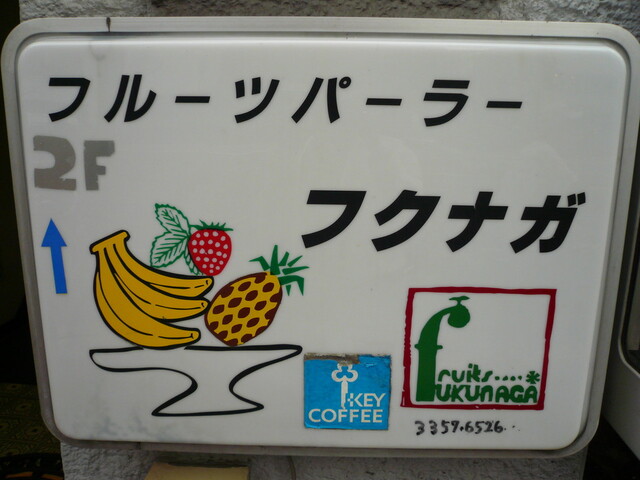 フルーツパーラー
2F
フクナガ
fruits....*
FUKUNAGA
KEY
COFFEE
3357.6526..